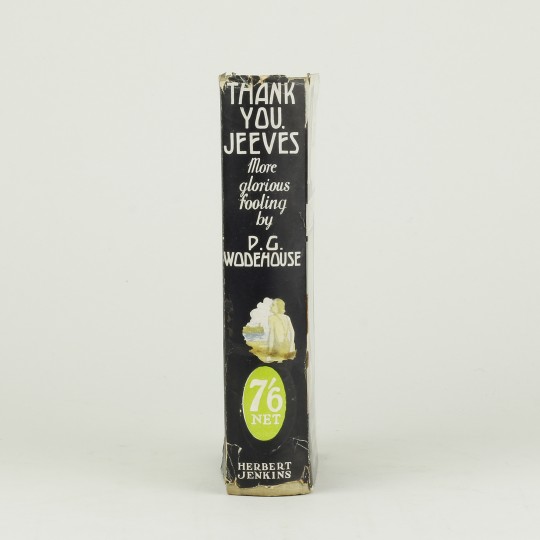 THANK
YOU,
JEEVES
More
glorious
fooling
by
P. G.
WODEHOUSE
7/6
NET
HERBERT
JENKINS